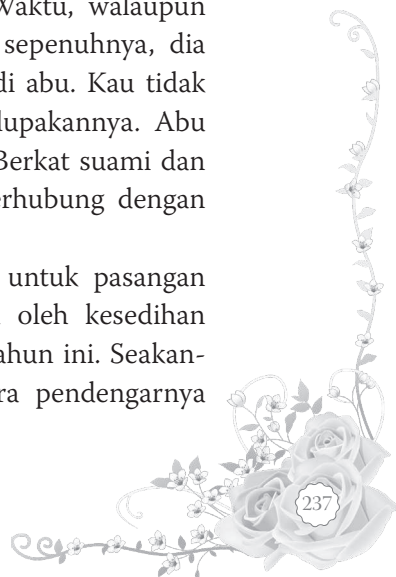 Waktu, walaupun
sepenuhnya, dia
di abu. Kau tidak
lupakannya. Abu
Berkat suami dan
erhubung dengan
untuk pasangan
oleh kesedihan
ahun ini. Seakan-
ra pendengarnya
237